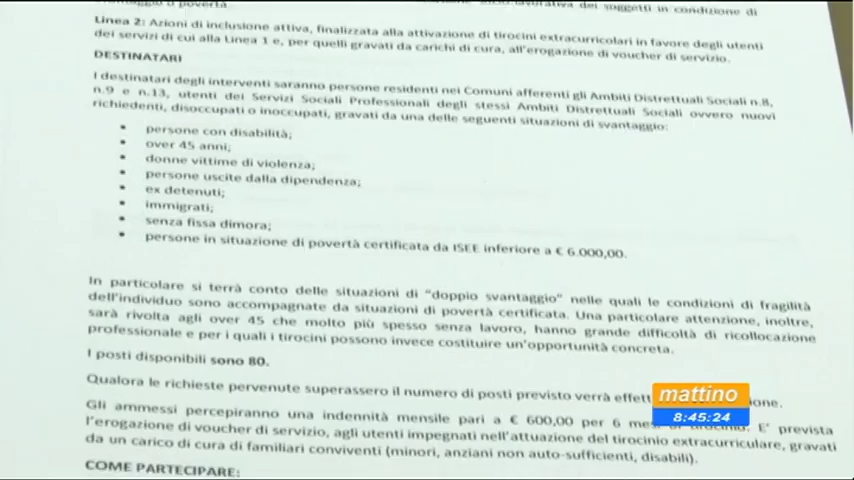 lavorativa dei soggetti in condizione di
svantaggio o povertà.
Linea 2: Azioni di inclusione attiva, finalizzata alla attivazione di tirocini extracurricolari in favore degli utenti
dei servizi di cui alla Linea 1 e, per quelli gravati da carichi di cura, all'erogazione di voucher di servizio.
DESTINATARI
I destinatari degli interventi saranno persone residenti nei Comuni afferenti gli Ambiti Distrettuali Sociali n.8,
n.9 e n.13, utenti dei Servizi Sociali Professionali degli stessi Ambiti Distrettuali Sociali ovvero nuovi
richiedenti, disoccupati o inoccupati, gravati da una delle seguenti situazioni di svantaggio:
• persone con disabilità;
• over 45 anni;
• donne vittime di violenza;
• persone uscite dalla dipendenza;
• ex detenuti;
• immigrati;
• senza fissa dimora;
• persone in situazione di povertà certificata da ISEE inferiore a € 6.000,00.
In particolare si terrà conto delle situazioni di "doppio svantaggio" nelle quali le condizioni di fragilità
dell'individuo sono accompagnate da situazioni di povertà certificata. Una particolare attenzione, inoltre,
sarà rivolta agli over 45 che molto più spesso senza lavoro, hanno grande difficoltà di ricollocazione
professionale e per i quali i tirocini possono invece costituire un'opportunità concreta.
I posti disponibili sono 80.
Qualora le richieste pervenute superassero il numero di posti previsto verrà
Gli ammessi percepiranno una indennità mensile pari a € 600,00 per 6 mesi di tirocinio. E' prevista
l'erogazione di voucher di servizio, agli utenti impegnati nell'attuazione del tirocinio extracurriculare, gravati
da un carico di cura di familiari conviventi (minori, anziani non auto-sufficienti, disabili).
COME PARTECIPARE:
mattino
8:45:24